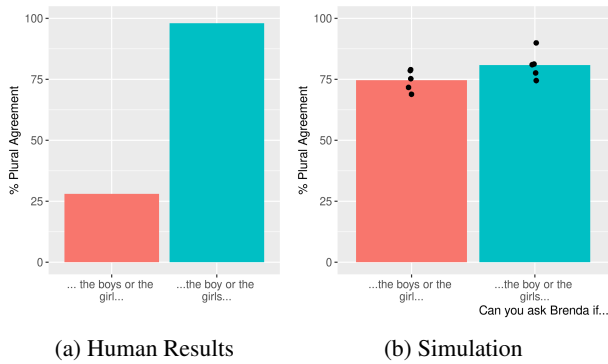 100
75
50
25
0
% Plural Agreement
... the boys or the
girl...
...the boy or the
girls...
(a) Human Results
100
75
50
25
0
% Plural Agreement
...the boys or the
girl...
...the boy or the
girls...
Can you ask Brenda if...
(b) Simulation